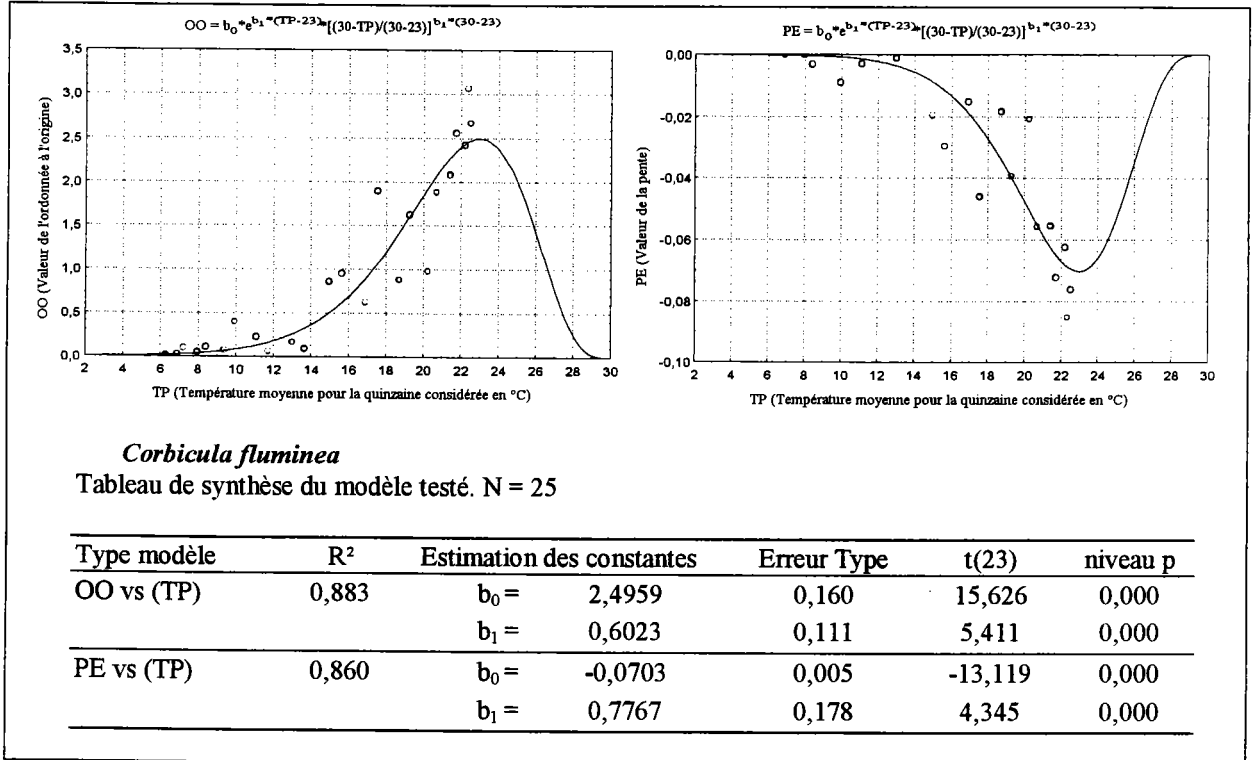 OO = b₀*e^b₁*(TP-23)*[(30-TP)/(30-23)]^b₁*(30-23)
3,5
3,0
2,5
2,0
1,5
1,0
0,5
0,0
OO (Valeur de l'ordonnée à l'origine)
2 4 6 8 10 12 14 16 18 20 22 24 26 28 30
TP (Température moyenne pour la quinzaine considérée en °C)
PE = b₀*e^b₁*(TP-23)*[(30-TP)/(30-23)]^b₁*(30-23)
0,00
-0,02
-0,04
-0,06
-0,08
-0,10
PE (Valeur de la pente)
2 4 6 8 10 12 14 16 18 20 22 24 26 28 30
TP (Température moyenne pour la quinzaine considérée en °C)
Corbicula fluminea
Tableau de synthèse du modèle testé. N = 25
Type modèle R² Estimation des constantes Erreur Type t(23) niveau p
OO vs (TP) 0,883 b₀ = 2,4959 0,160 15,626 0,000
b₁ = 0,6023 0,111 5,411 0,000
PE vs (TP) 0,860 b₀ = -0,0703 0,005 -13,119 0,000
b₁ = 0,7767 0,178 4,345 0,000